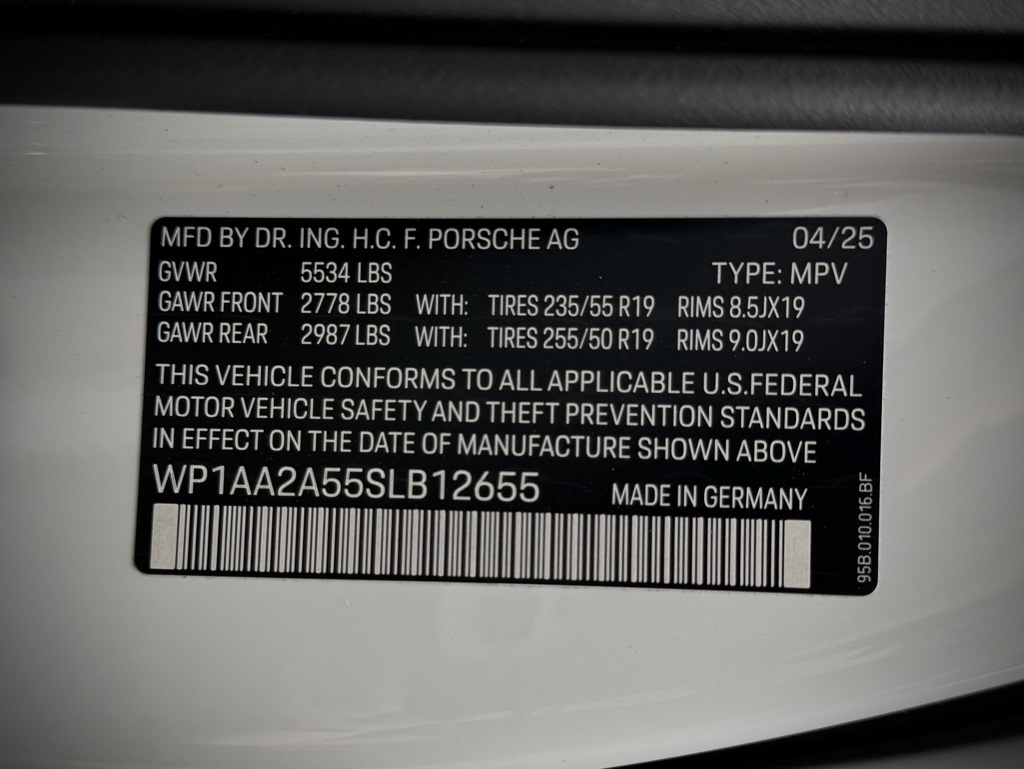 MFD BY DR. ING. H.C. F. PORSCHE AG 04/25
GVWR 5534 LBS TYPE: MPV
GAWR FRONT 2778 LBS WITH: TIRES 235/55 R19 RIMS 8.5JX19
GAWR REAR 2987 LBS WITH: TIRES 255/50 R19 RIMS 9.0JX19
THIS VEHICLE CONFORMS TO ALL APPLICABLE U.S.FEDERAL
MOTOR VEHICLE SAFETY AND THEFT PREVENTION STANDARDS
IN EFFECT ON THE DATE OF MANUFACTURE SHOWN ABOVE
WP1AA2A55SLB12655 MADE IN GERMANY
95B.010.016.BF